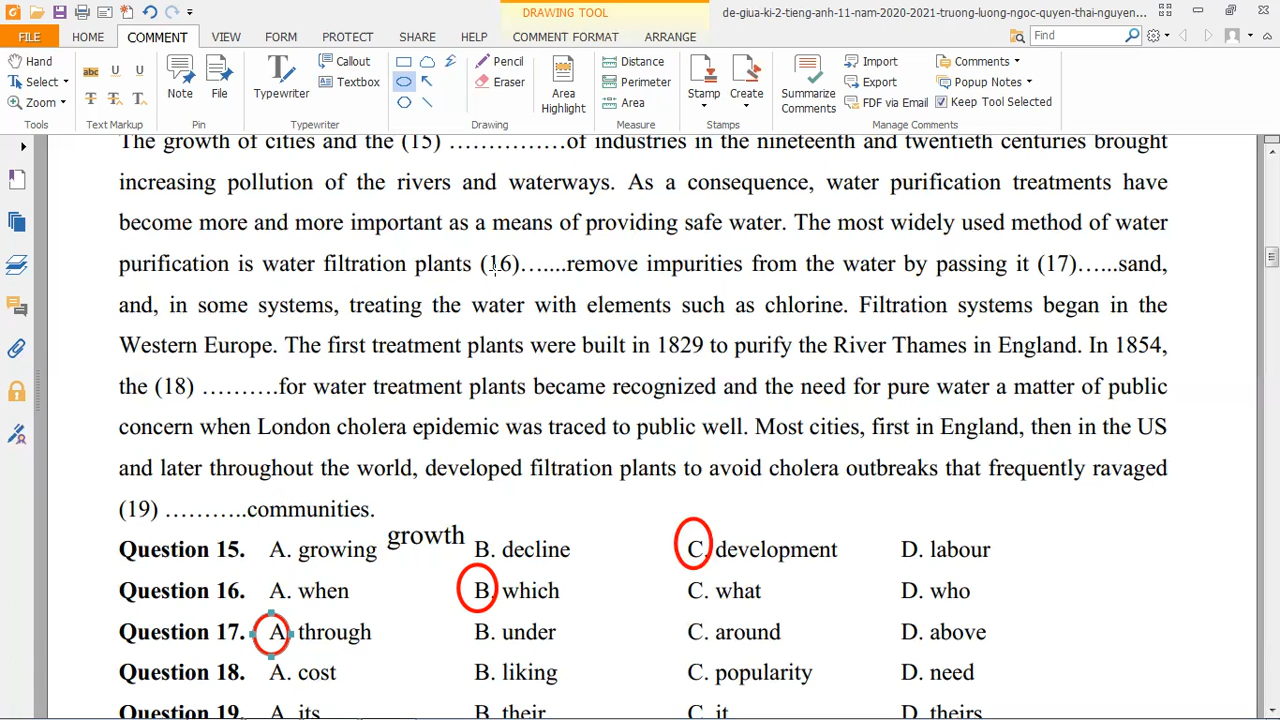 DRAWING TOOL
de-giua-ki-2-tieng-anh-11-nam-2020-2021-truong-luong-ngoc-quyen-thai-nguyen-...
FILE HOME COMMENT VIEW FORM PROTECT SHARE HELP COMMENT FORMAT ARRANGE Find
Hand
Select
Zoom
Tools
abc U U
T T T
Text Markup
Note File
Pin
Typewriter
Callout
Textbox
Typewriter
Pencil
Eraser
Area Highlight
Drawing
Distance
Perimeter
Area
Measure
Stamp Create
Stamps
Summarize Comments
Import
Export
FDF via Email
Comments
Popup Notes
Keep Tool Selected
Manage Comments
The growth of cities and the (15) ……………of industries in the nineteenth and twentieth centuries brought
increasing pollution of the rivers and waterways. As a consequence, water purification treatments have
become more and more important as a means of providing safe water. The most widely used method of water
purification is water filtration plants (16)…....remove impurities from the water by passing it (17)…...sand,
and, in some systems, treating the water with elements such as chlorine. Filtration systems began in the
Western Europe. The first treatment plants were built in 1829 to purify the River Thames in England. In 1854,
the (18) ……….for water treatment plants became recognized and the need for pure water a matter of public
concern when London cholera epidemic was traced to public well. Most cities, first in England, then in the US
and later throughout the world, developed filtration plants to avoid cholera outbreaks that frequently ravaged
(19) ………..communities.
growth
Question 15. A. growing B. decline C. development D. labour
Question 16. A. when B. which C. what D. who
Question 17. A. through B. under C. around D. above
Question 18. A. cost B. liking C. popularity D. need
Question 19. A. its B. their C. it D. theirs